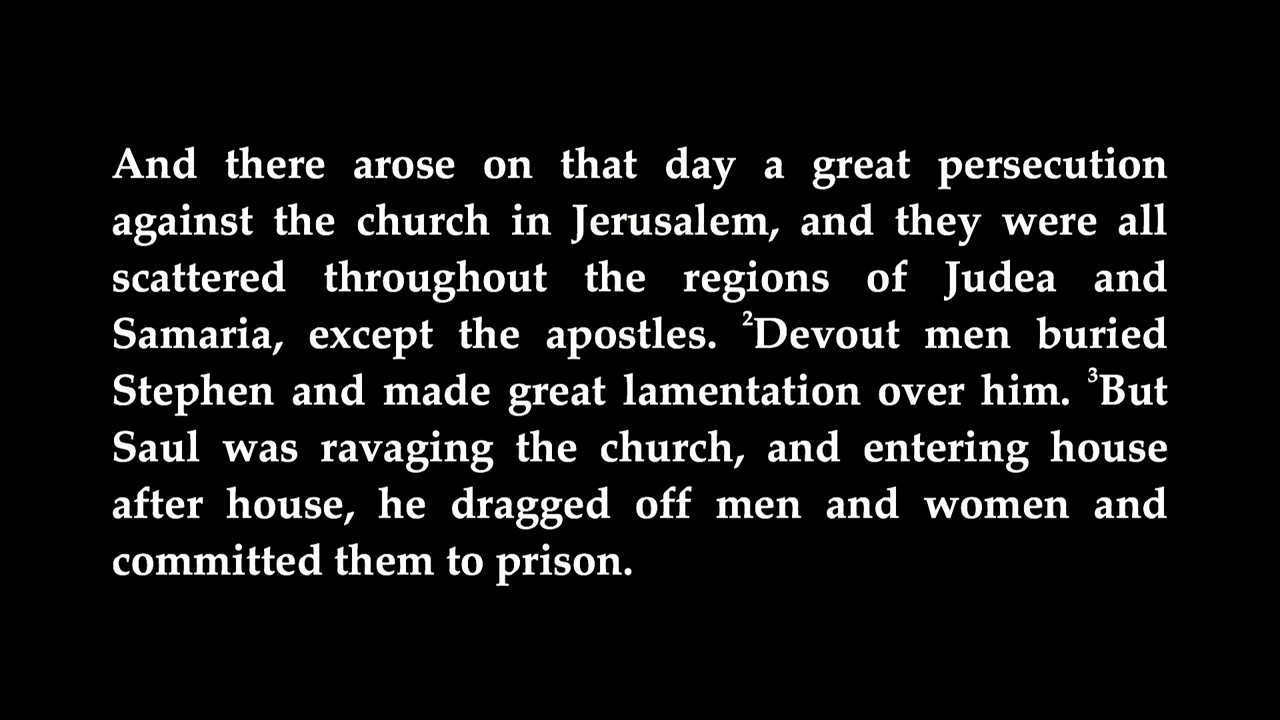 And there arose on that day a great persecution
against the church in Jerusalem, and they were all
scattered throughout the regions of Judea and
Samaria, except the apostles. ²Devout men buried
Stephen and made great lamentation over him. ³But
Saul was ravaging the church, and entering house
after house, he dragged off men and women and
committed them to prison.